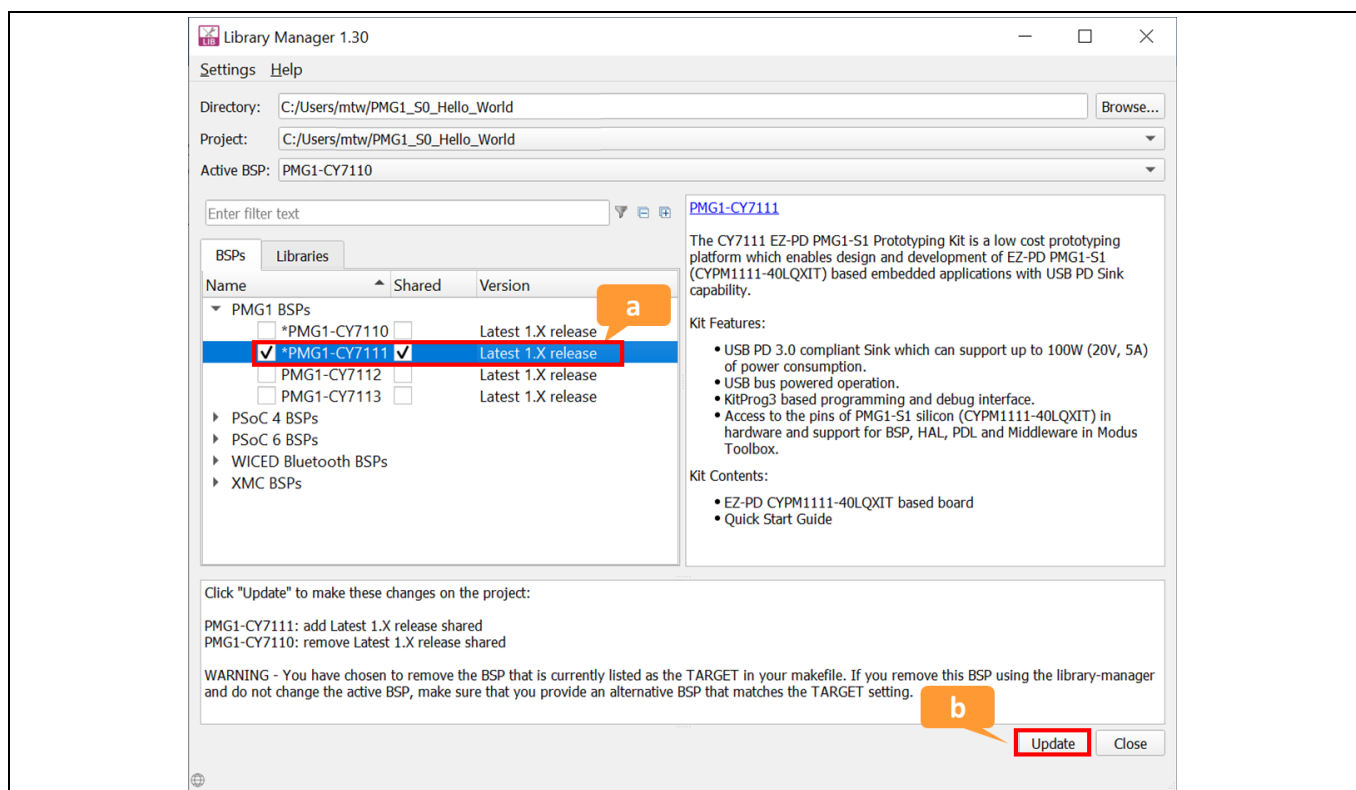 LIB
Library Manager 1.30
Settings Help
Directory: C:/Users/mtw/PMG1_S0_Hello_World Browse...
Project: C:/Users/mtw/PMG1_S0_Hello_World
Active BSP: PMG1-CY7110
Enter filter text
BSPs Libraries
Name Shared Version
PMG1 BSPs
*PMG1-CY7110 Latest 1.X release
*PMG1-CY7111 Latest 1.X release
PMG1-CY7112 Latest 1.X release
PMG1-CY7113 Latest 1.X release
PSoC 4 BSPs
PSoC 6 BSPs
WICED Bluetooth BSPs
XMC BSPs
a
PMG1-CY7111
The CY7111 EZ-PD PMG1-S1 Prototyping Kit is a low cost prototyping
platform which enables design and development of EZ-PD PMG1-S1
(CYPM1111-40LQXIT) based embedded applications with USB PD Sink
capability.
Kit Features:
• USB PD 3.0 compliant Sink which can support up to 100W (20V, 5A)
of power consumption.
• USB bus powered operation.
• KitProg3 based programming and debug interface.
• Access to the pins of PMG1-S1 silicon (CYPM1111-40LQXIT) in
hardware and support for BSP, HAL, PDL and Middleware in Modus
Toolbox.
Kit Contents:
• EZ-PD CYPM1111-40LQXIT based board
• Quick Start Guide
Click "Update" to make these changes on the project:
PMG1-CY7111: add Latest 1.X release shared
PMG1-CY7110: remove Latest 1.X release shared
WARNING - You have chosen to remove the BSP that is currently listed as the TARGET in your makefile. If you remove this BSP using the library-manager
and do not change the active BSP, make sure that you provide an alternative BSP that matches the TARGET setting.
b
Update Close